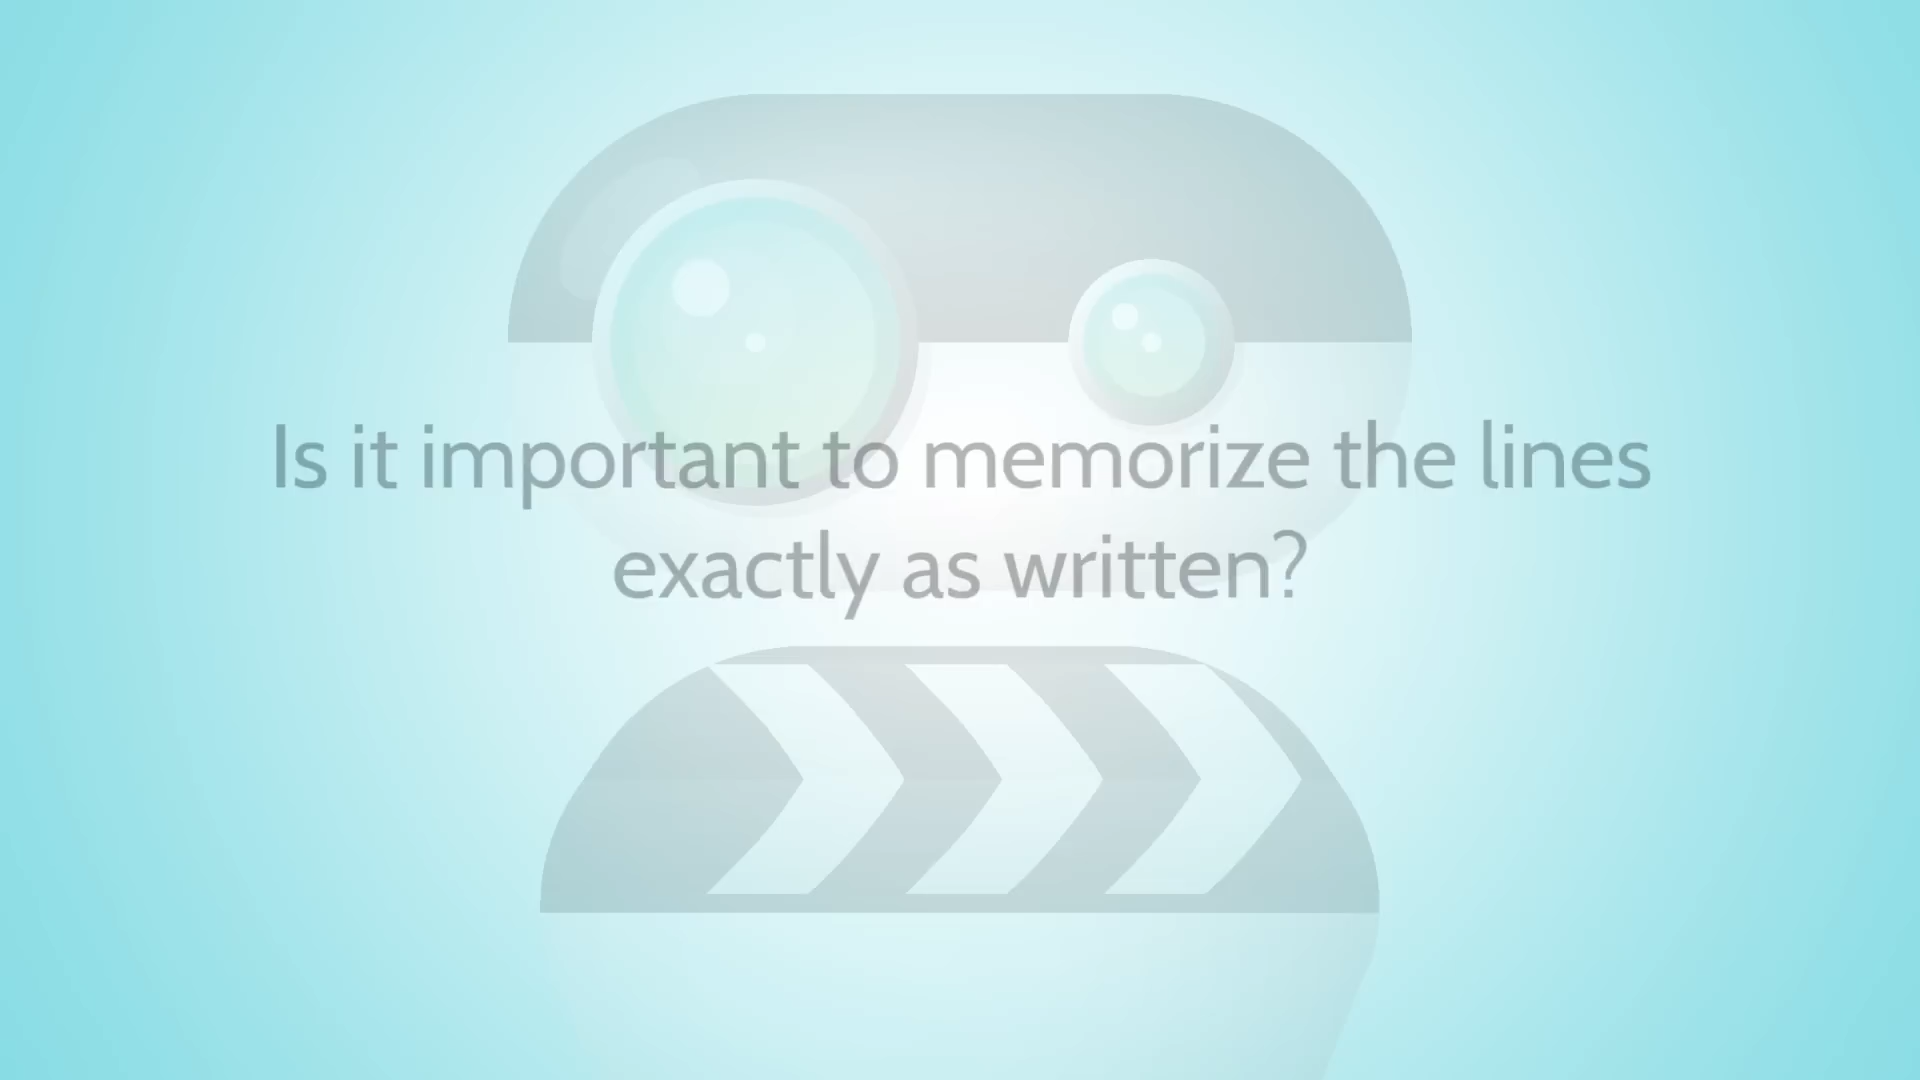 Is it important to memorize the lines
exactly as written?